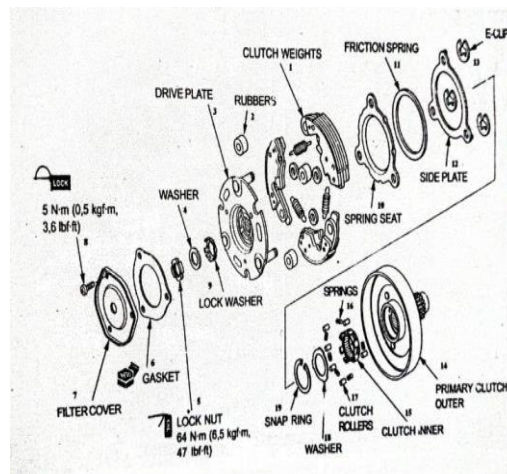 E-CLIP
13
FRICTION SPRING
11
CLUTCH WEIGHTS
1
DRIVE PLATE
3
RUBBERS
2
12
SIDE PLATE
LOCK
WASHER
4
5 N·m (0,5 kgf·m,
3,6 lbf·ft)
8
SPRING SEAT
9
LOCK WASHER
SPRINGS
16
6
GASKET
7
FILTER COVER
5
LOCK NUT
64 N·m (6,5 kgf·m,
47 lbf·ft)
14
PRIMARY CLUTCH
OUTER
SNAP RING
17
CLUTCH
ROLLERS
15
CLUTCH INNER
18
WASHER